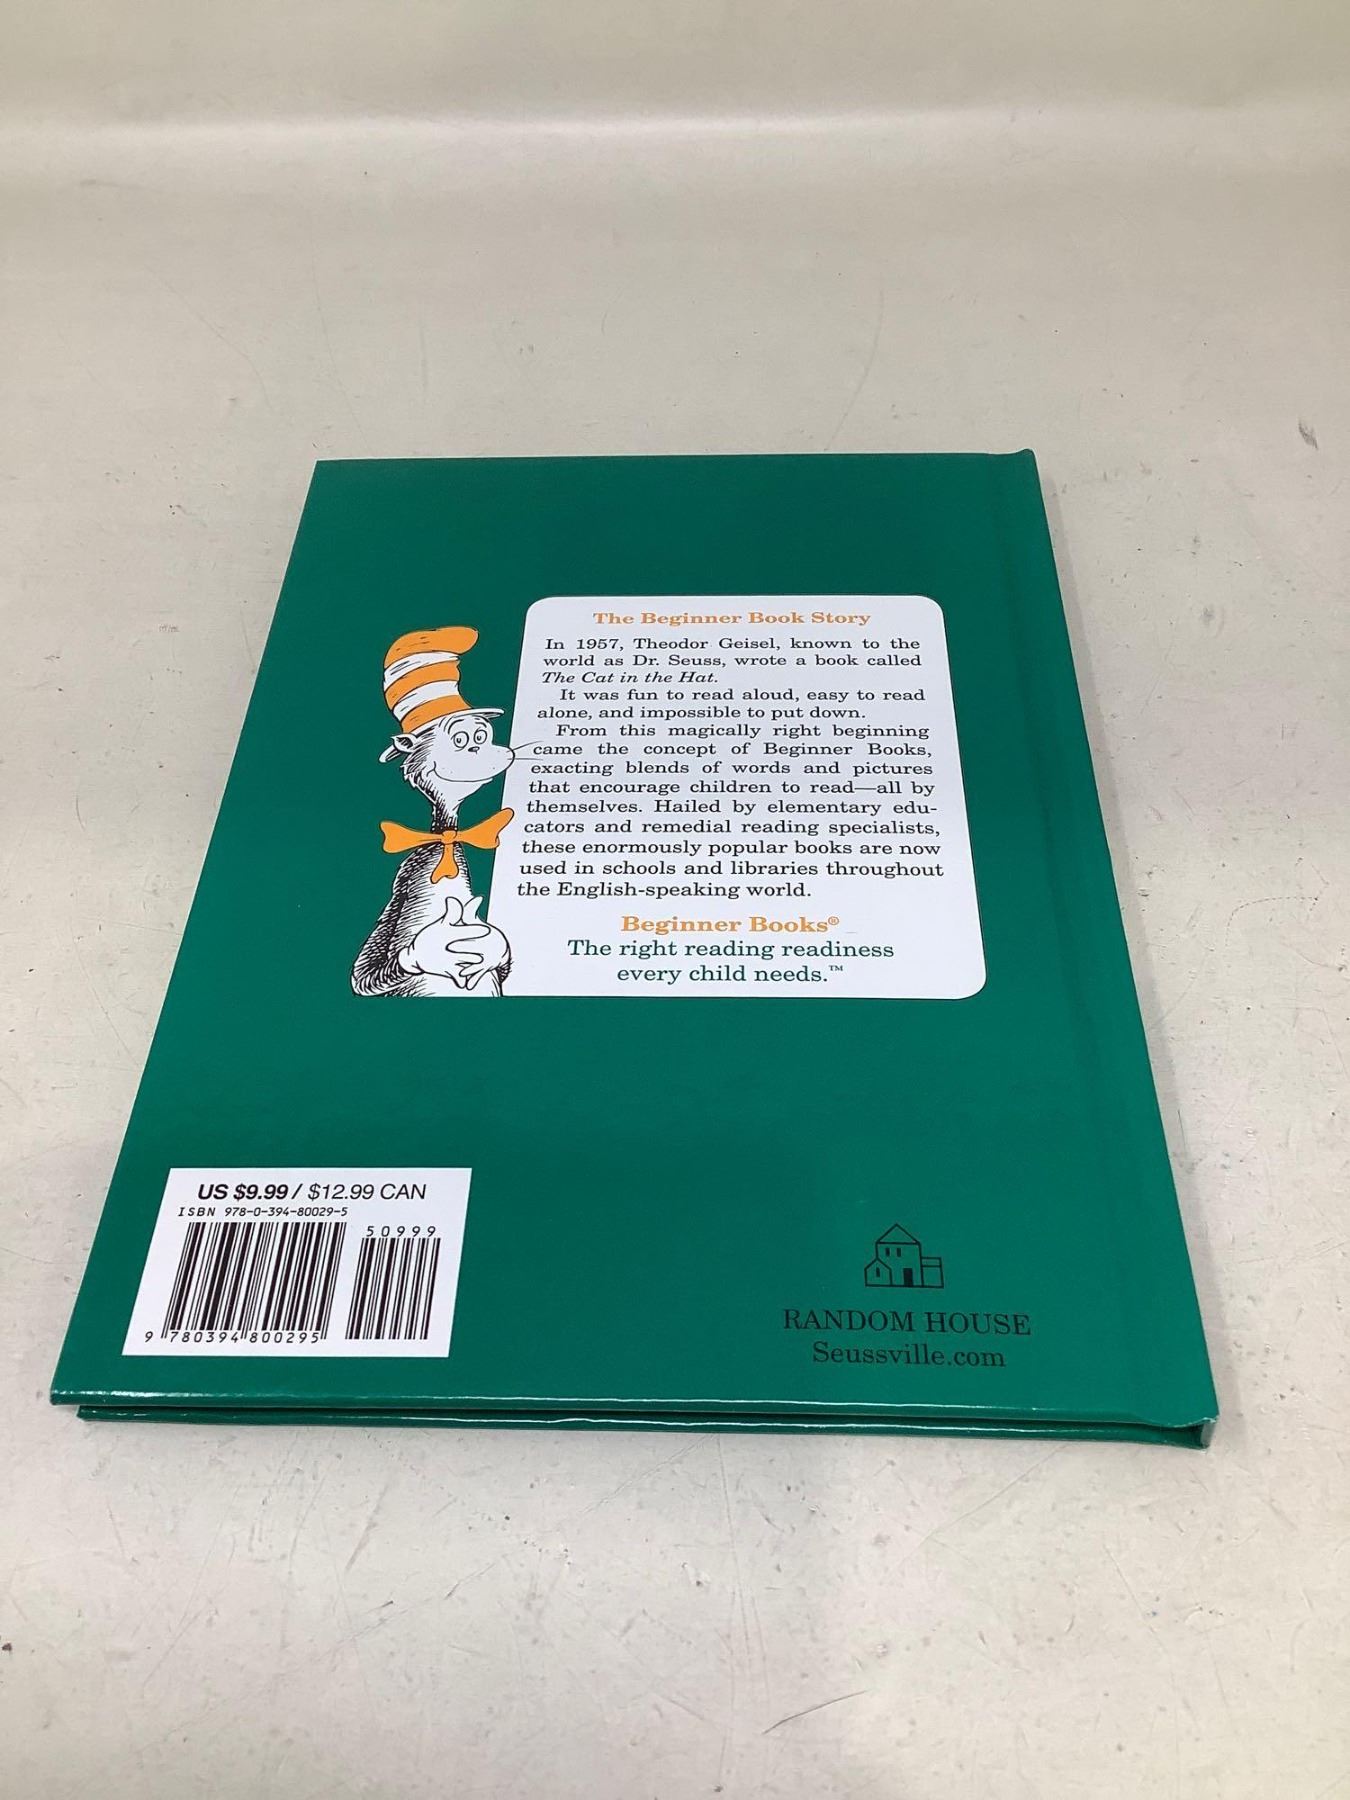 The Beginner Book Story
In 1957, Theodor Geisel, known to the
world as Dr. Seuss, wrote a book called
The Cat in the Hat.
It was fun to read aloud, easy to read
alone, and impossible to put down.
From this magically right beginning
came the concept of Beginner Books,
exacting blends of words and pictures
that encourage children to read—all by
themselves. Hailed by elementary edu-
cators and remedial reading specialists,
these enormously popular books are now
used in schools and libraries throughout
the English-speaking world.
Beginner Books®
The right reading readiness
every child needs.™
US $9.99 / $12.99 CAN
ISBN 978-0-394-80029-5
50999
9 780394 800295
RANDOM HOUSE
Seussville.com